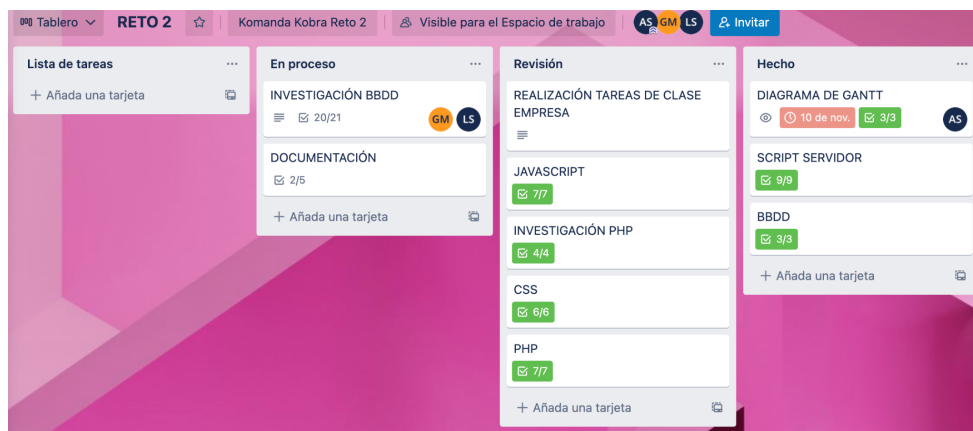 Tablero
RETO 2
Komanda Kobra Reto 2
Visible para el Espacio de trabajo
AS GM LS
Invitar
Lista de tareas
Añada una tarjeta
En proceso
INVESTIGACIÓN BBDD
20/21
GM LS
DOCUMENTACIÓN
2/5
Añada una tarjeta
Revisión
REALIZACIÓN TAREAS DE CLASE
EMPRESA
JAVASCRIPT
7/7
INVESTIGACIÓN PHP
4/4
CSS
6/6
PHP
7/7
Añada una tarjeta
Hecho
DIAGRAMA DE GANTT
10 de nov. 3/3
AS
SCRIPT SERVIDOR
9/9
BBDD
3/3
Añada una tarjeta